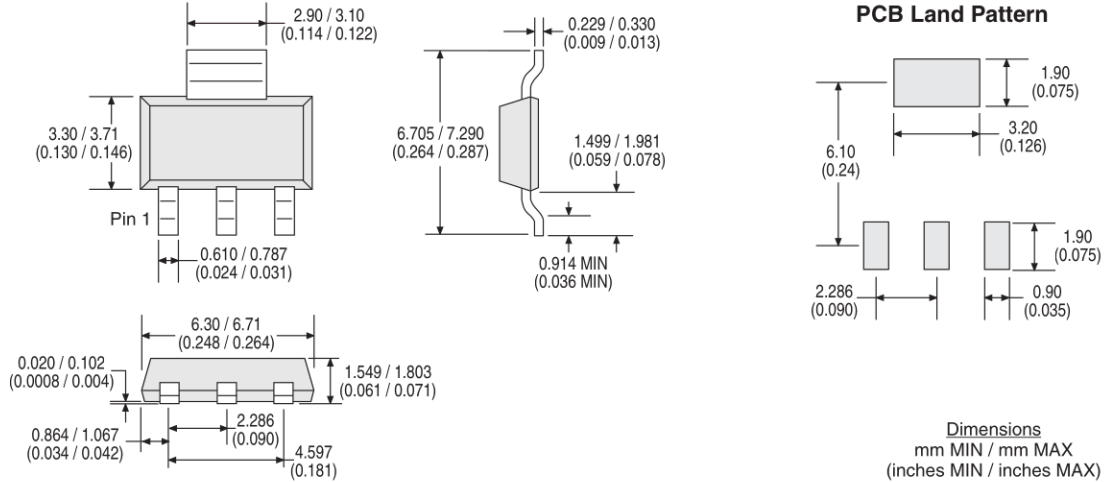 2.90 / 3.10
(0.114 / 0.122)
3.30 / 3.71
(0.130 / 0.146)
Pin 1
0.610 / 0.787
(0.024 / 0.031)
0.229 / 0.330
(0.009 / 0.013)
6.705 / 7.290
(0.264 / 0.287)
1.499 / 1.981
(0.059 / 0.078)
0.914 MIN
(0.036 MIN)
6.30 / 6.71
(0.248 / 0.264)
0.020 / 0.102
(0.0008 / 0.004)
1.549 / 1.803
(0.061 / 0.071)
0.864 / 1.067
(0.034 / 0.042)
2.286
(0.090)
4.597
(0.181)
PCB Land Pattern
1.90
(0.075)
3.20
(0.126)
6.10
(0.24)
1.90
(0.075)
2.286
(0.090)
0.90
(0.035)
Dimensions
mm MIN / mm MAX
(inches MIN / inches MAX)